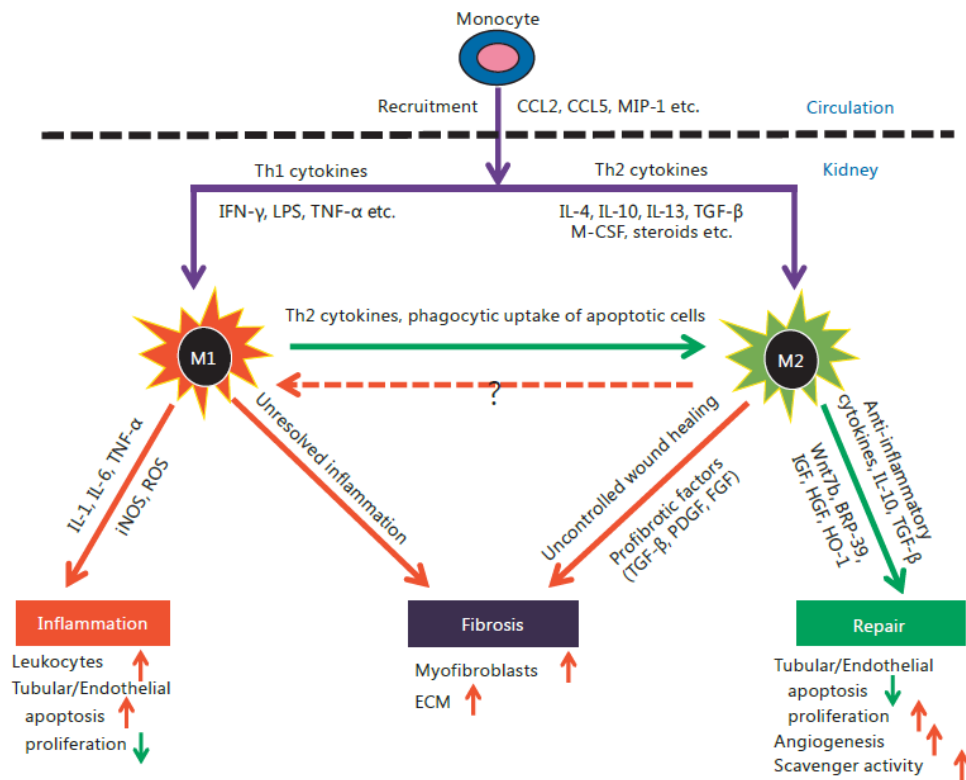 Monocyte
Recruitment
CCL2, CCL5, MIP-1 etc.
Circulation
Th1 cytokines
Th2 cytokines
Kidney
IFN-γ, LPS, TNF-α etc.
IL-4, IL-10, IL-13, TGF-β
M-CSF, steroids etc.
Th2 cytokines, phagocytic uptake of apoptotic cells
M1
M2
?
IL-1, IL-6, TNF-α
iNOS, ROS
Unresolved inflammation
Uncontrolled wound healing
Profibrotic factors
(TGF-β, PDGF, FGF)
Anti-inflammatory
cytokines, IL-10, TGF-β
Wnt7b, BRP-39,
IGF, HGF, HO-1
Inflammation
Leukocytes
Tubular/Endothelial
apoptosis
proliferation
Fibrosis
Myofibroblasts
ECM
Repair
Tubular/Endothelial
apoptosis
proliferation
Angiogenesis
Scavenger activity